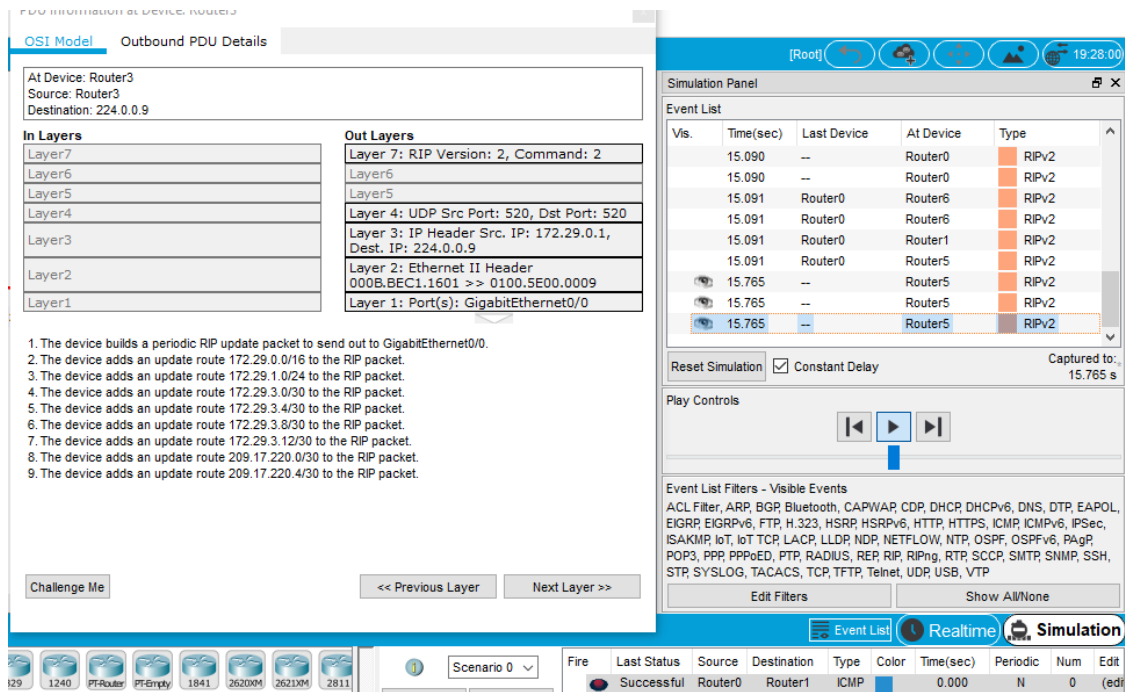 PDU Information at Device: Router3
OSI Model Outbound PDU Details
At Device: Router3
Source: Router3
Destination: 224.0.0.9
In Layers
Layer7
Layer6
Layer5
Layer4
Layer3
Layer2
Layer1
Out Layers
Layer 7: RIP Version: 2, Command: 2
Layer6
Layer5
Layer 4: UDP Src Port: 520, Dst Port: 520
Layer 3: IP Header Src. IP: 172.29.0.1,
Dest. IP: 224.0.0.9
Layer 2: Ethernet II Header
000B.BEC1.1601 >> 0100.5E00.0009
Layer 1: Port(s): GigabitEthernet0/0
1. The device builds a periodic RIP update packet to send out to GigabitEthernet0/0.
2. The device adds an update route 172.29.0.0/16 to the RIP packet.
3. The device adds an update route 172.29.1.0/24 to the RIP packet.
4. The device adds an update route 172.29.3.0/30 to the RIP packet.
5. The device adds an update route 172.29.3.4/30 to the RIP packet.
6. The device adds an update route 172.29.3.8/30 to the RIP packet.
7. The device adds an update route 172.29.3.12/30 to the RIP packet.
8. The device adds an update route 209.17.220.0/30 to the RIP packet.
9. The device adds an update route 209.17.220.4/30 to the RIP packet.
Challenge Me << Previous Layer Next Layer >>
[Root] 19:28:00
Simulation Panel
Event List
Vis. Time(sec) Last Device At Device Type
15.090 -- Router0 RIPv2
15.090 -- Router0 RIPv2
15.091 Router0 Router6 RIPv2
15.091 Router0 Router6 RIPv2
15.091 Router0 Router1 RIPv2
15.091 Router0 Router5 RIPv2
15.765 -- Router5 RIPv2
15.765 -- Router5 RIPv2
15.765 -- Router5 RIPv2
Reset Simulation Constant Delay Captured to:
15.765 s
Play Controls
Event List Filters - Visible Events
ACL Filter, ARP, BGP, Bluetooth, CAPWAP, CDP, DHCP, DHCPv6, DNS, DTP, EAPOL,
EIGRP, EIGRPv6, FTP, H.323, HSRP, HSRPv6, HTTP, HTTPS, ICMP, ICMPv6, IPSec,
ISAKMP, IoT, IoT TCP, LACP, LLDP, NDP, NETFLOW, NTP, OSPF, OSPFv6, PAgP,
POP3, PPP, PPPoED, PTP, RADIUS, REP, RIP, RIPng, RTP, SCCP, SMTP, SNMP, SSH,
STP, SYSLOG, TACACS, TCP, TFTP, Telnet, UDP, USB, VTP
Edit Filters Show All/None
Event List Realtime Simulation
329 1240 PT-Router PT-Empty 1841 2620XM 2621XM 2811
Scenario 0
Fire Last Status Source Destination Type Color Time(sec) Periodic Num Edit
Successful Router0 Router1 ICMP 0.000 N 0 (edi